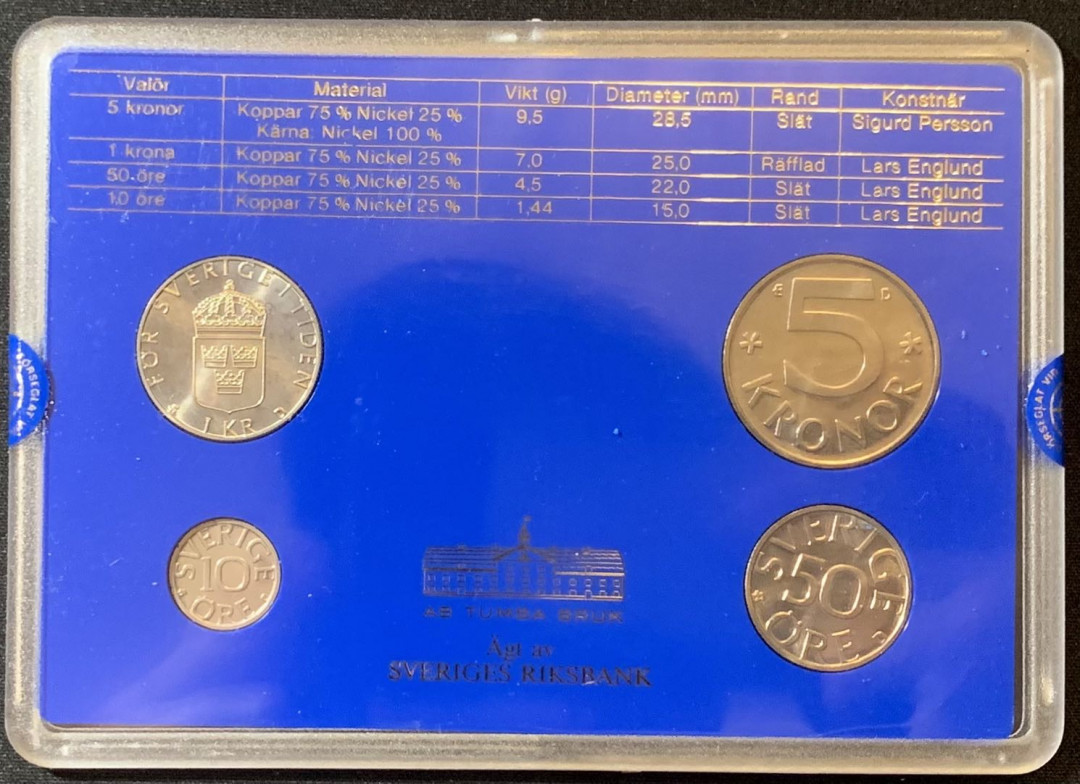 Valör Material Vikt (g) Diameter (mm) Rand Konstnär
5 kronor Koppar 75 % Nickel 25 % 9,5 28,5 Slät Sigurd Persson
Kärna: Nickel 100 %
1 krona Koppar 75 % Nickel 25 % 7,0 25,0 Räfflad Lars Englund
50 öre Koppar 75 % Nickel 25 % 4,5 22,0 Slät Lars Englund
10 öre Koppar 75 % Nickel 25 % 1,44 15,0 Slät Lars Englund
FÖR SVERIGE I TIDEN
1 KR
5
KRONOR
FÖRSEGLAT
FÖRSEGLAT VID
SVERIGE
10
ÖRE
SVERIGE
50
ÖRE
AB TUMBA BRUK
Ägt av
SVERIGES RIKSBANK